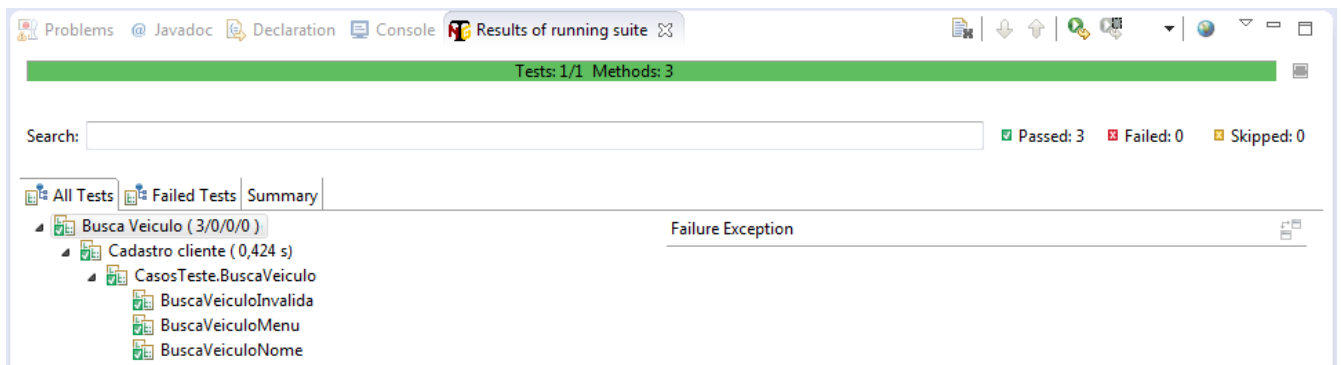 Problems @ Javadoc Declaration Console Results of running suite
Tests: 1/1 Methods: 3
Search: Passed: 3 Failed: 0 Skipped: 0
All Tests Failed Tests Summary
Busca Veiculo ( 3/0/0/0 ) Failure Exception
Cadastro cliente ( 0,424 s)
CasosTeste.BuscaVeiculo
BuscaVeiculoInvalida
BuscaVeiculoMenu
BuscaVeiculoNome